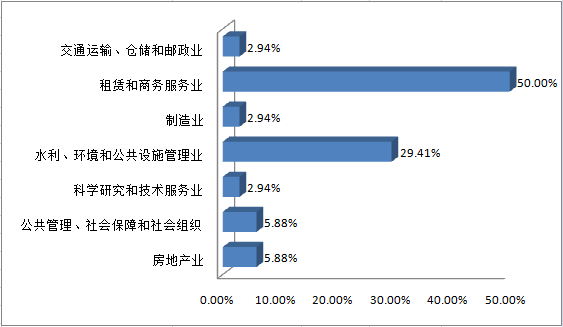 交通运输、仓储和邮政业 2.94%
租赁和商务服务业 50.00%
制造业 2.94%
水利、环境和公共设施管理业 29.41%
科学研究和技术服务业 2.94%
公共管理、社会保障和社会组织 5.88%
房地产业 5.88%
0.00% 10.00% 20.00% 30.00% 40.00% 50.00%